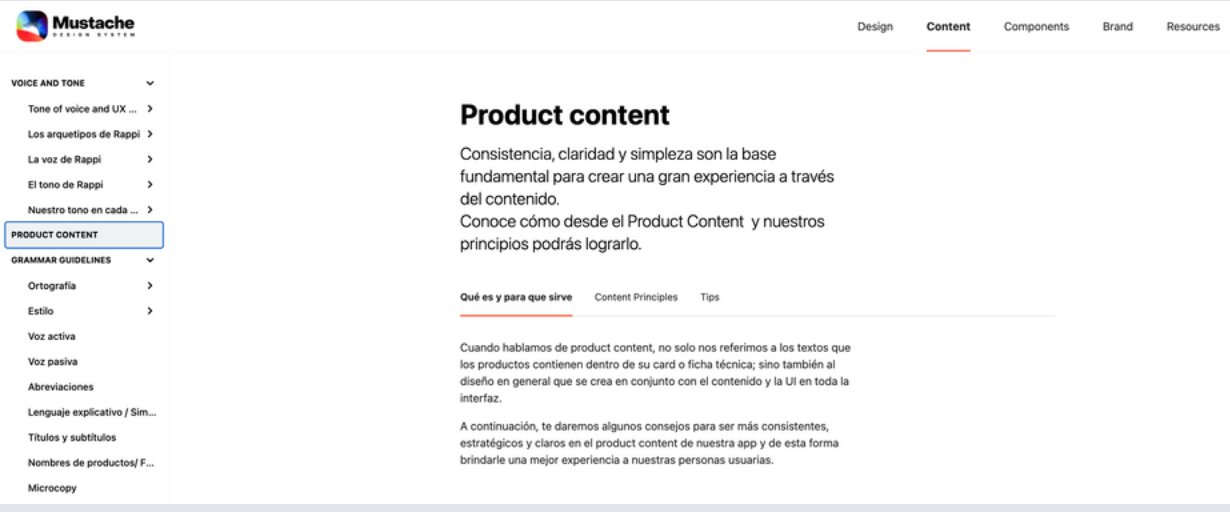 Mustache
DESIGN SYSTEM
Design
Content
Components
Brand
Resources
VOICE AND TONE
Tone of voice and UX ...
Los arquetipos de Rappi
La voz de Rappi
El tono de Rappi
Nuestro tono en cada ...
PRODUCT CONTENT
GRAMMAR GUIDELINES
Ortografía
Estilo
Voz activa
Voz pasiva
Abreviaciones
Lenguaje explicativo / Sim...
Títulos y subtítulos
Nombres de productos/ F...
Microcopy
Product content
Consistencia, claridad y simpleza son la base
fundamental para crear una gran experiencia a través
del contenido.
Conoce cómo desde el Product Content y nuestros
principios podrás lograrlo.
Qué es y para que sirve
Content Principles
Tips
Cuando hablamos de product content, no solo nos referimos a los textos que
los productos contienen dentro de su card o ficha técnica; sino también al
diseño en general que se crea en conjunto con el contenido y la UI en toda la
interfaz.
A continuación, te daremos algunos consejos para ser más consistentes,
estratégicos y claros en el product content de nuestra app y de esta forma
brindarle una mejor experiencia a nuestras personas usuarias.